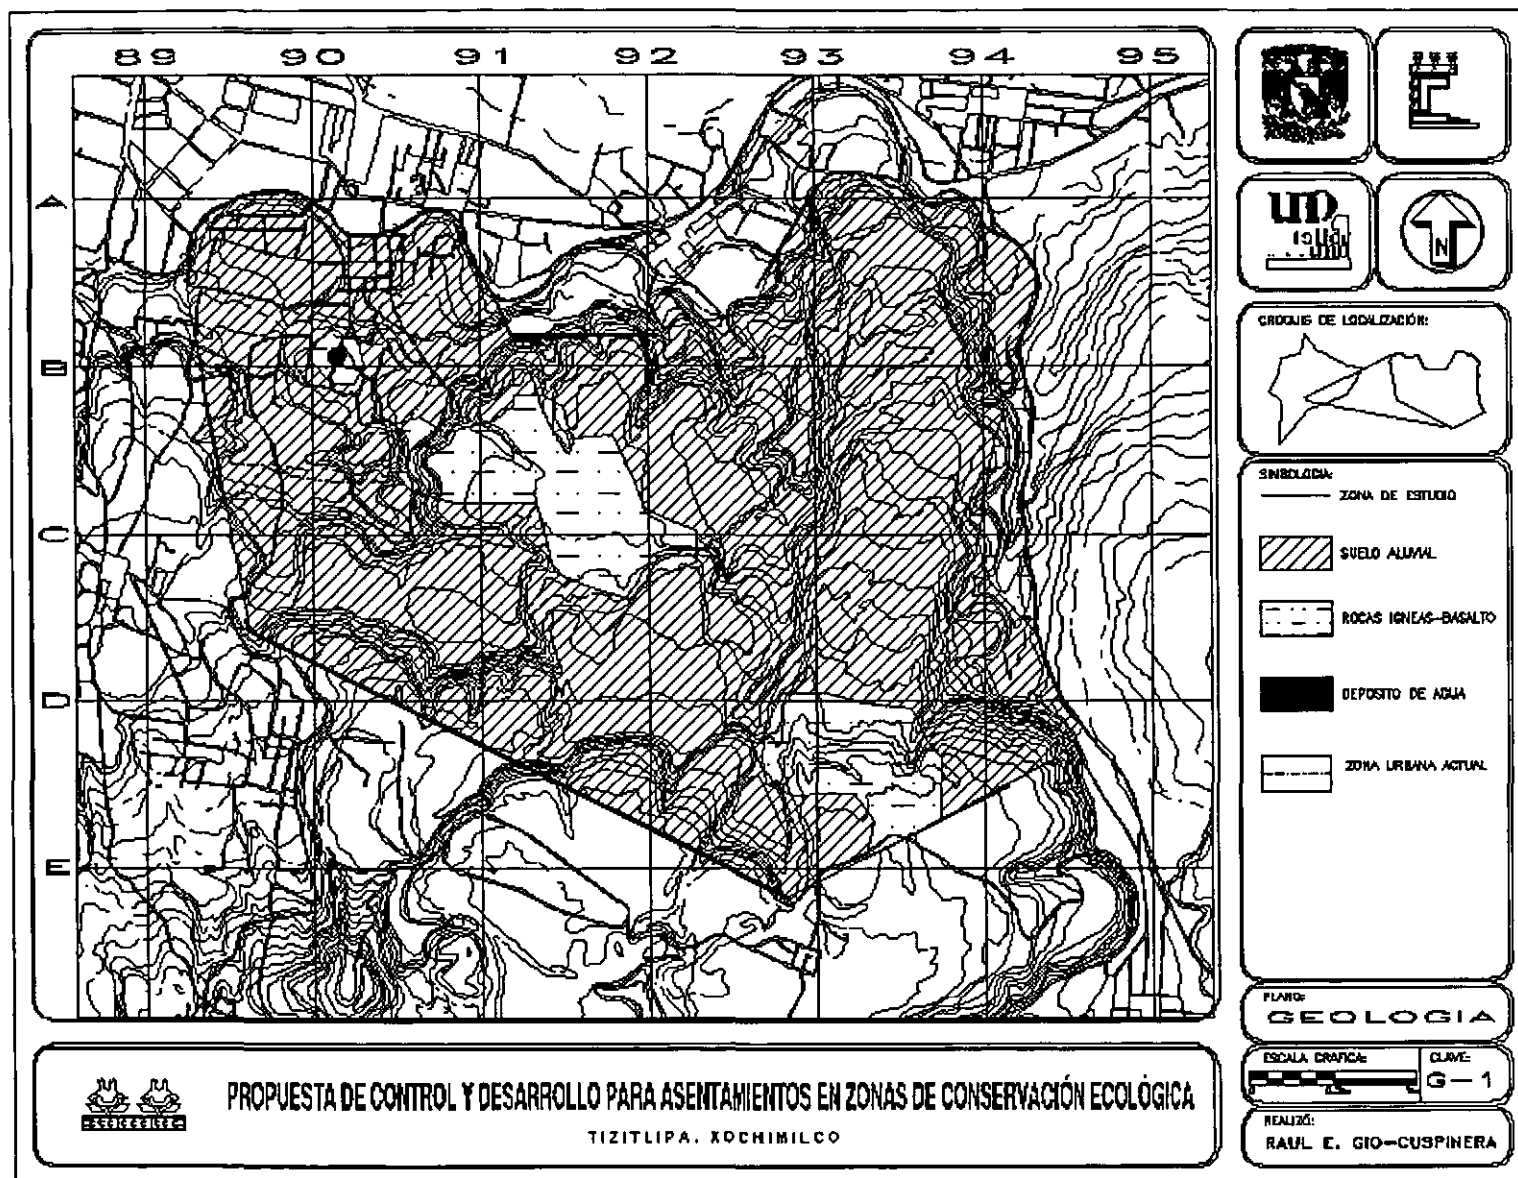 89 90 91 92 93 94 95
A
B
C
D
E
N
CROQUIS DE LOCALIZACIÓN:
SIMBOLOGIA:
ZONA DE ESTUDIO
SUELO ALUVIAL
ROCAS IGNEAS-BASALTO
DEPOSITO DE AGUA
ZONA URBANA ACTUAL
PLANO:
GEOLOGIA
ESCALA GRAFICA:
CLAVE:
G-1
REALIZÓ:
RAUL E. GIO-CUSPINERA
PROPUESTA DE CONTROL Y DESARROLLO PARA ASENTAMIENTOS EN ZONAS DE CONSERVACIÓN ECOLÓGICA
TIZITLIPA, XOCHIMILCO